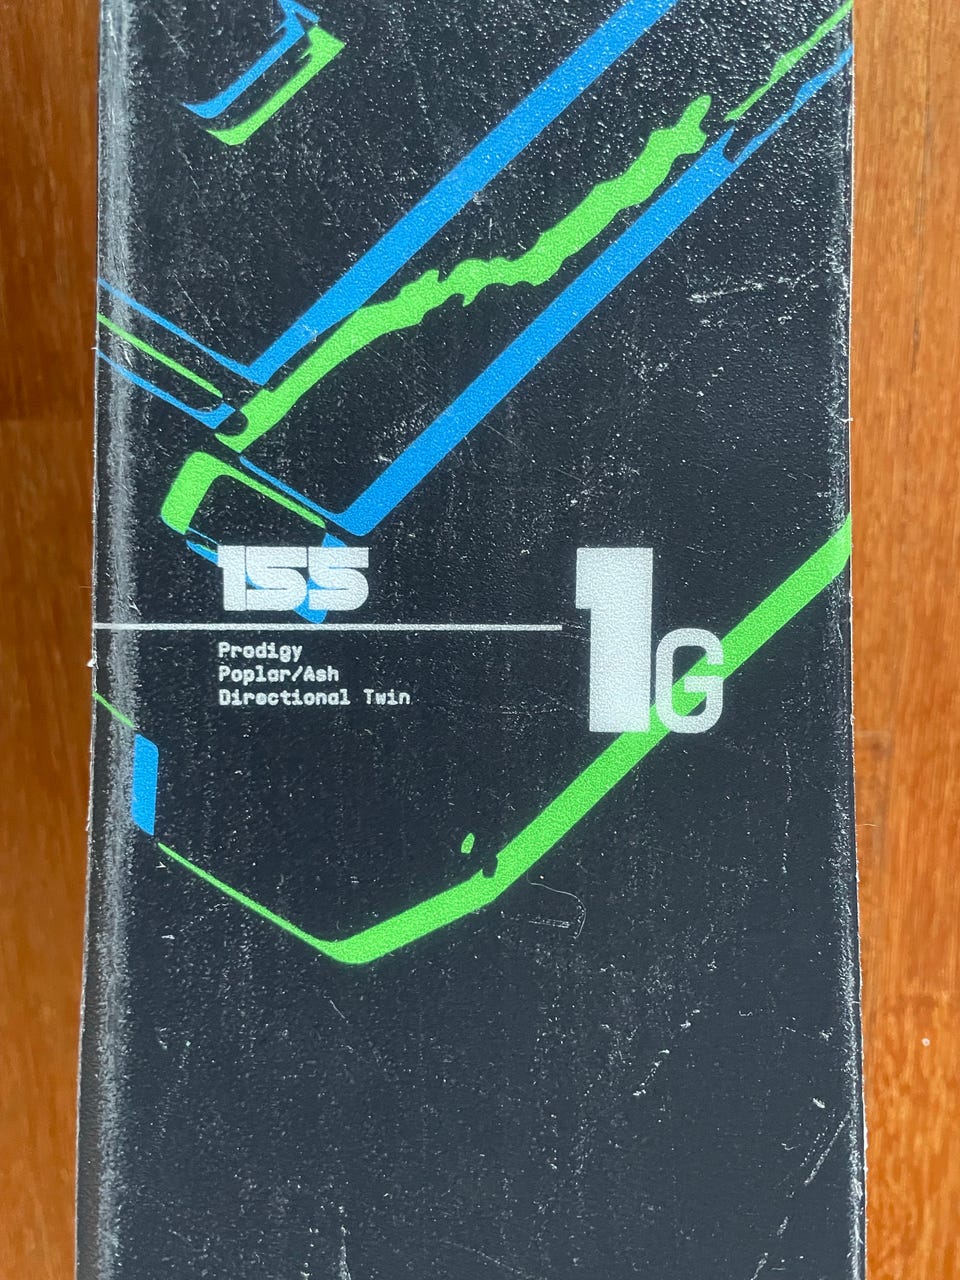 155
1G
Prodigy
Poplar/Ash
Directional Twin